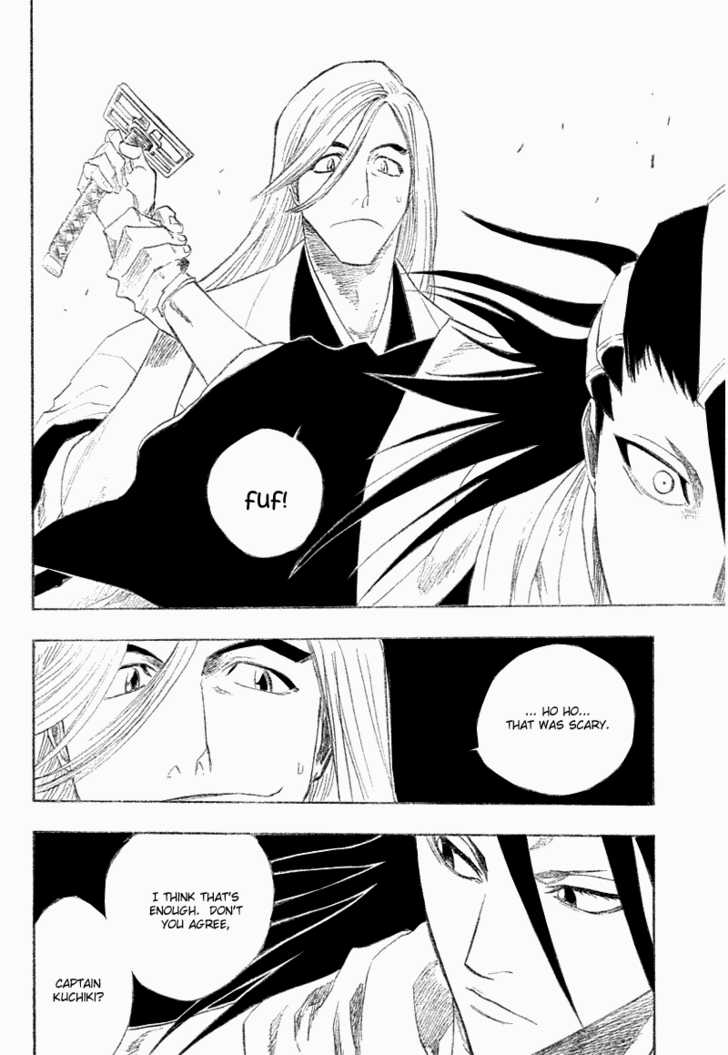 fuf!
... HO HO...
THAT WAS SCARY.
I THINK THAT'S
ENOUGH. DON'T
YOU AGREE,
CAPTAIN
KUCHIKI?